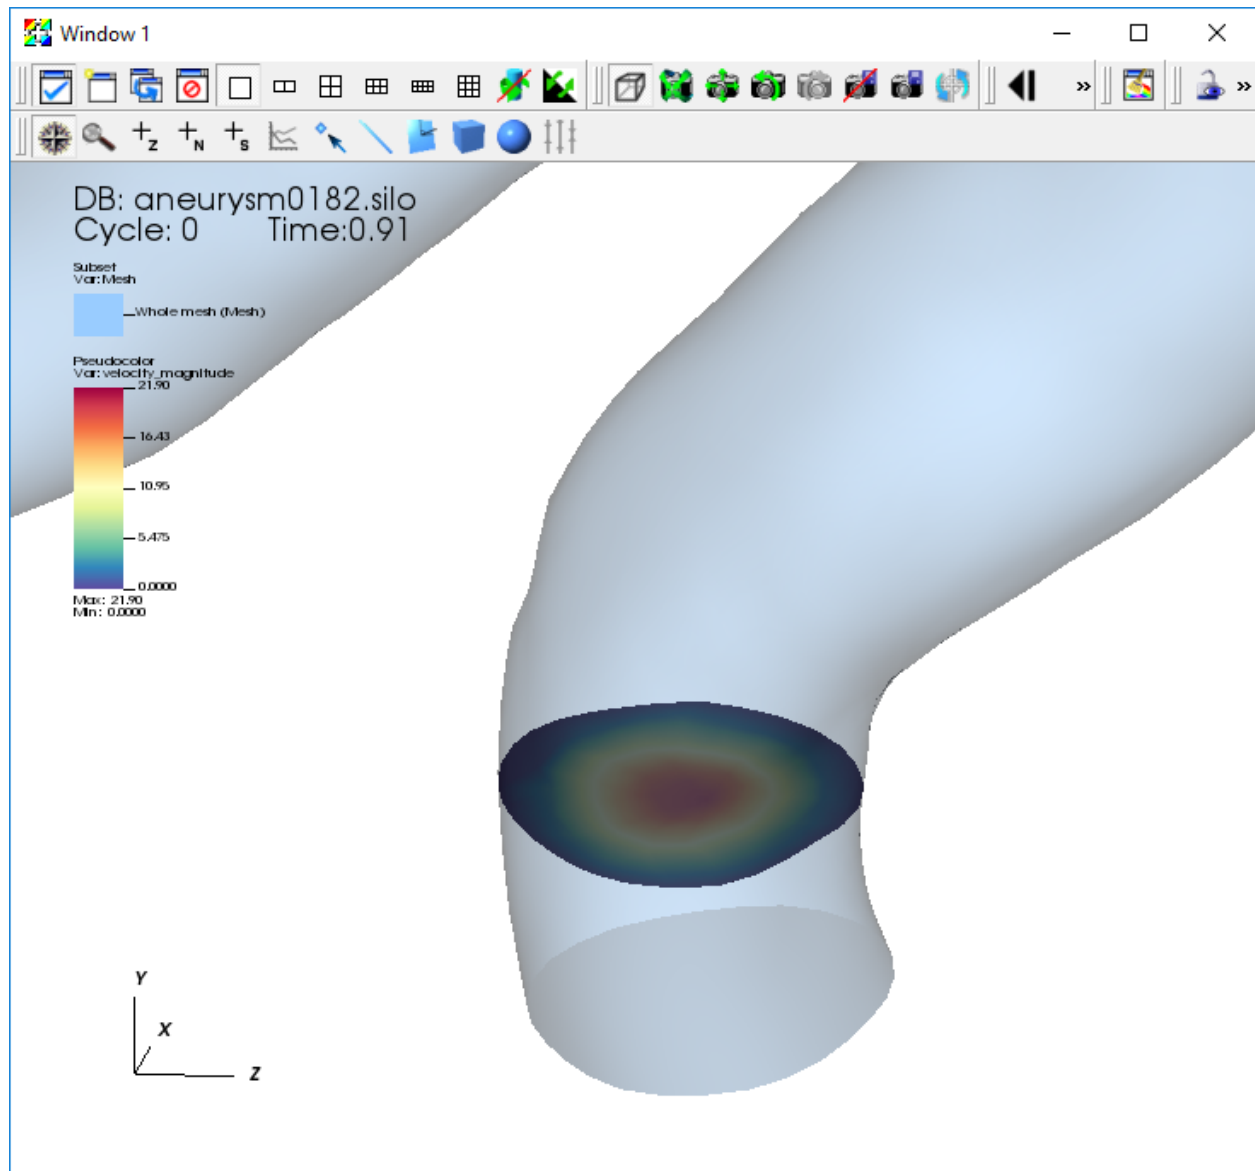 Window 1
Z
N
S
DB: aneurysm0182.silo
Cycle: 0 Time:0.91
Subset
Var: Mesh
Whole mesh (Mesh)
Pseudocolor
Var: velocity_magnitude
21.90
16.43
10.95
5.475
0.0000
Max: 21.90
Min: 0.0000
Y
X
Z